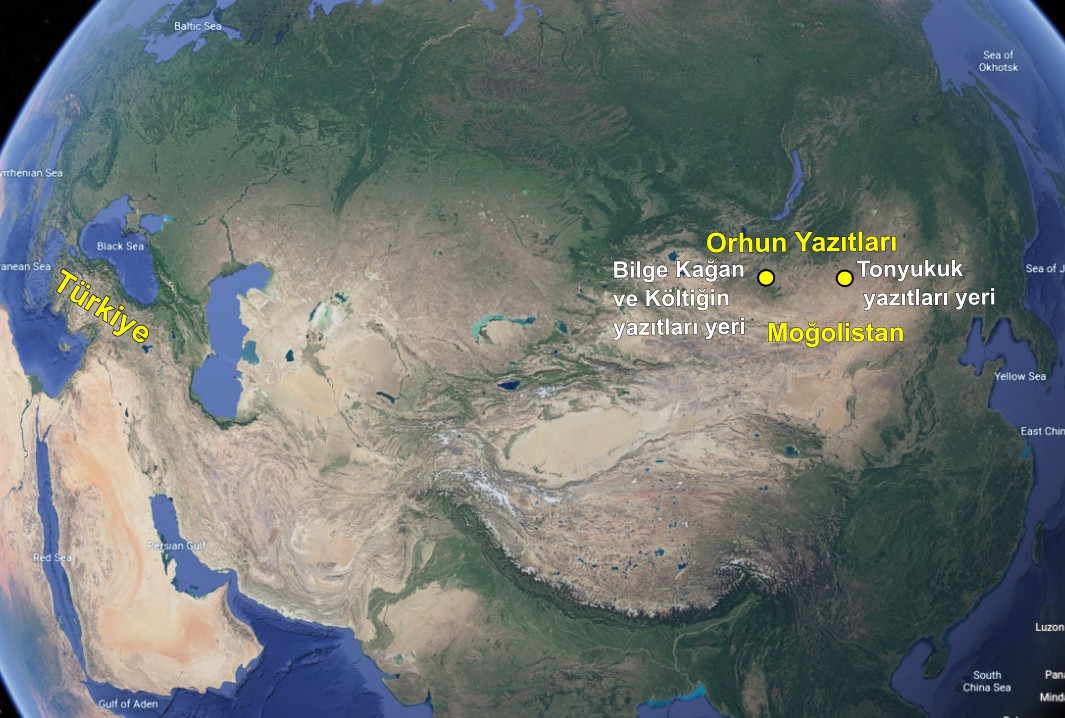 Baltic Sea
Sea of
Okhotsk
yrrhenian Sea
Black Sea
ranean Sea
Türkiye
Orhun Yazıtları
Bilge Kağan
ve Költiğin
yazıtları yeri
Tonyukuk
yazıtları yeri
Moğolistan
Sea of J
Yellow Sea
East Chin
Red Sea
Persian Gulf
Gulf of Aden
Luzon
South
China Sea
Pana
Minda